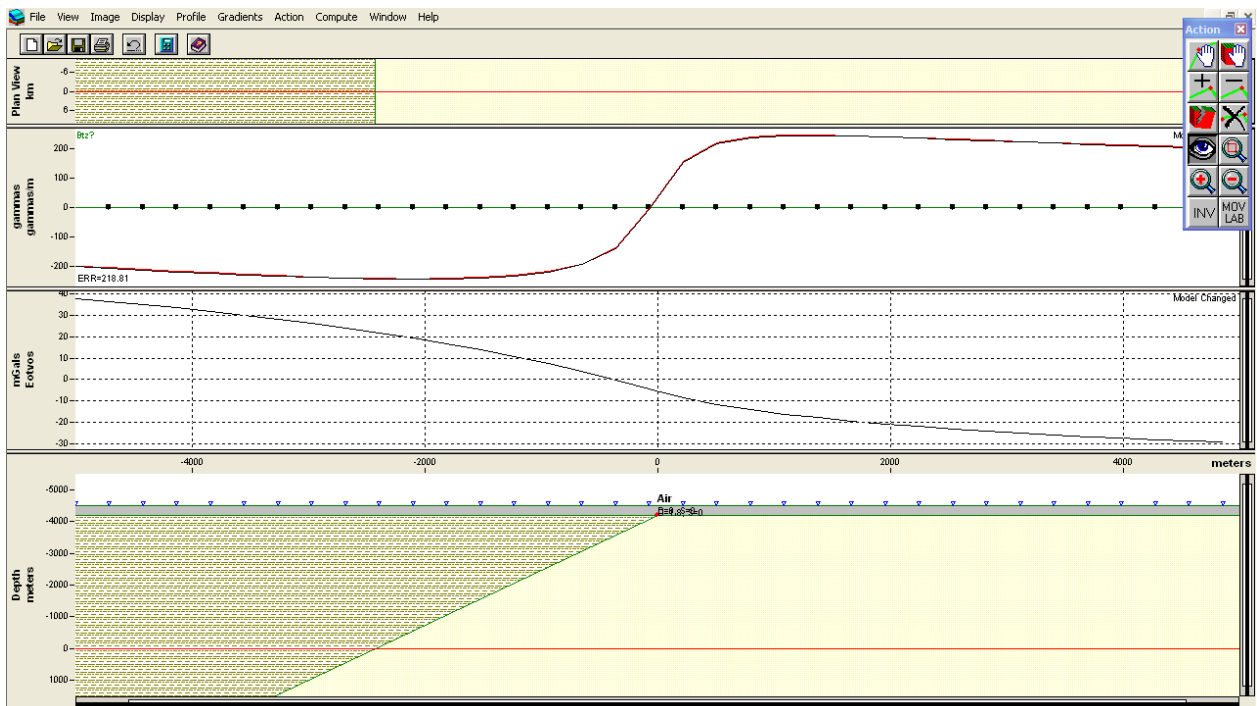 File View Image Display Profile Gradients Action Compute Window Help
Action
Plan View
km
-6-
0-
6-
Btz?
gammas
gammas/m
200-
100-
0-
-100-
-200-
ERR=218.81
INV
MOV
LAB
mGals
Eotvos
40
30-
20-
10-
0-
-10-
-20-
-30-
Model Changed
-4000
-2000
0
2000
4000
meters
Depth
meters
-5000-
-4000-
-3000-
-2000-
-1000-
0-
1000-
Air